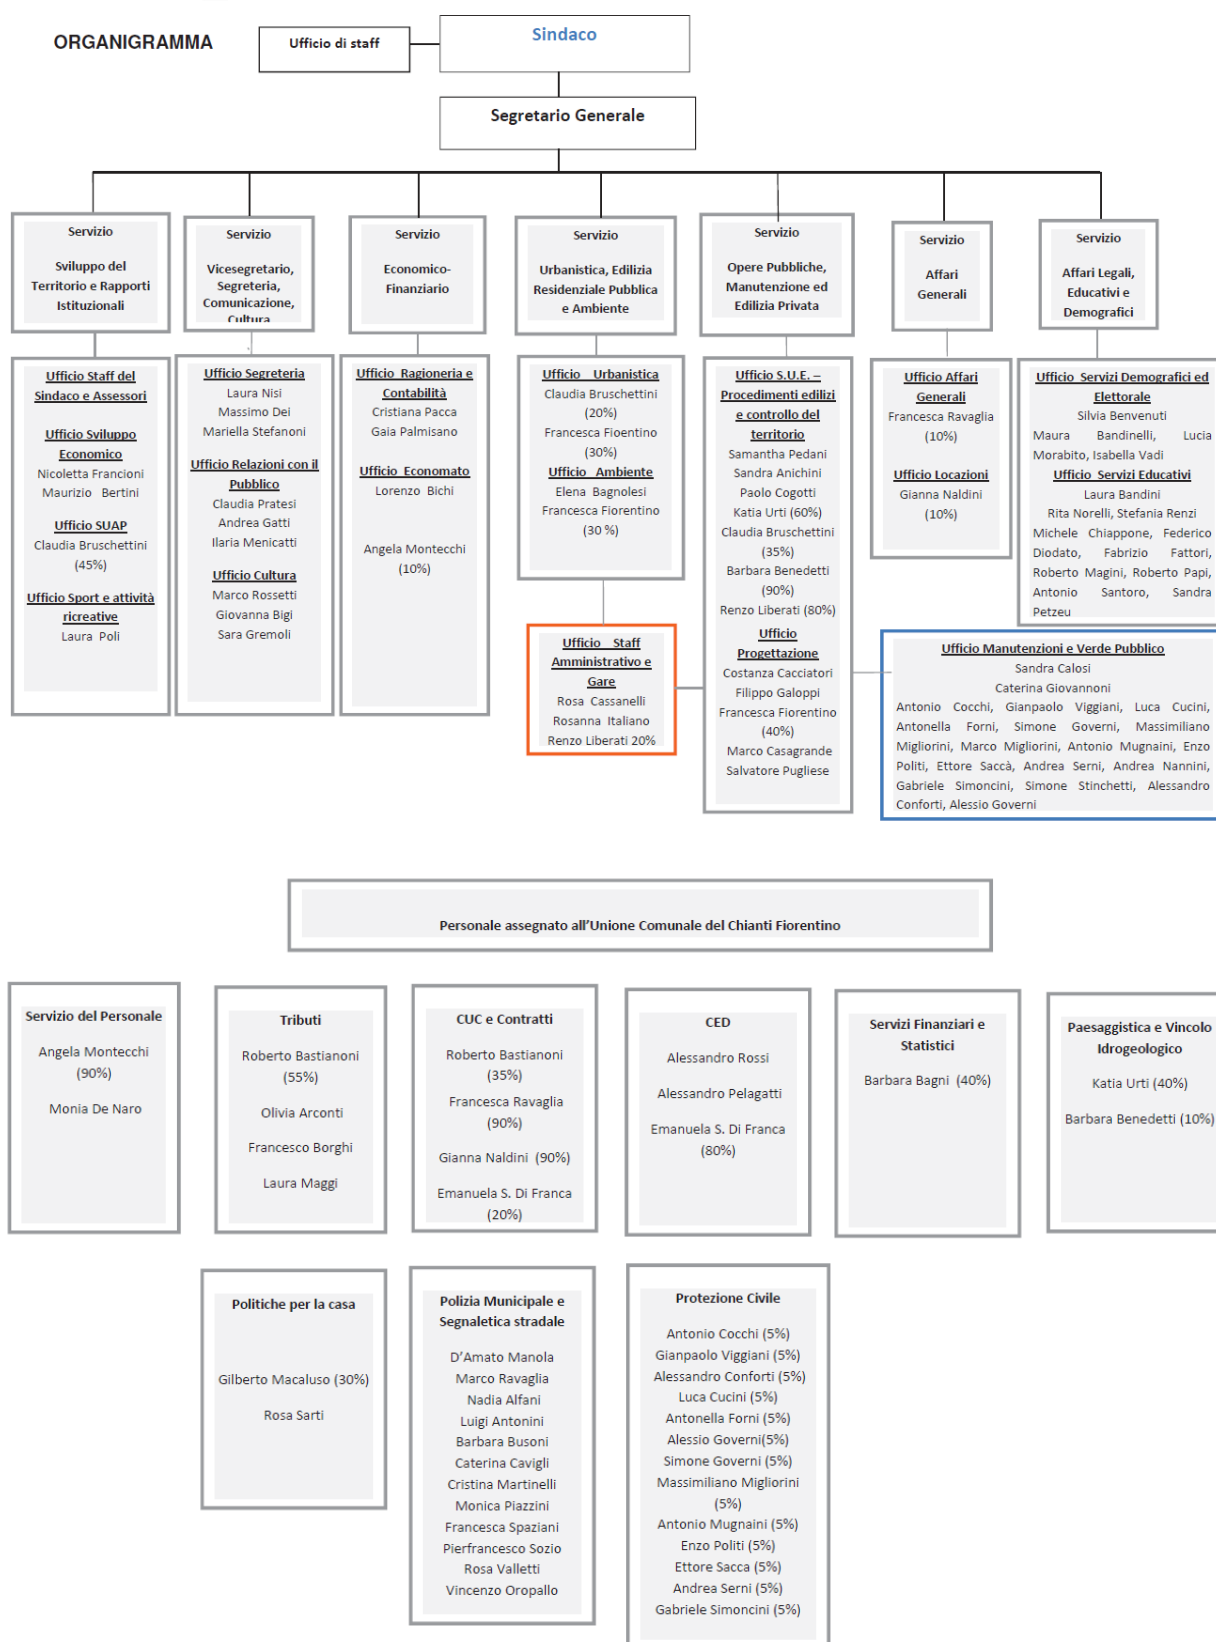 ORGANIGRAMMA
Ufficio di staff
Sindaco
Segretario Generale
Servizio
Sviluppo del
Territorio e Rapporti
Istituzionali
Servizio
Vicesegretario,
Segreteria,
Comunicazione,
Cultura
Servizio
Economico-
Finanziario
Servizio
Urbanistica, Edilizia
Residenziale Pubblica
e Ambiente
Servizio
Opere Pubbliche,
Manutenzione ed
Edilizia Privata
Servizio
Affari
Generali
Servizio
Affari Legali,
Educativi e
Demografici
Ufficio Staff del
Sindaco e Assessori
Ufficio Sviluppo
Economico
Nicoletta Francioni
Maurizio Bertini
Ufficio SUAP
Claudia Bruschettini
(45%)
Ufficio Sport e attività
ricreative
Laura Poli
Ufficio Segreteria
Laura Nisi
Massimo Dei
Mariella Stefanoni
Ufficio Relazioni con il
Pubblico
Claudia Pratesi
Andrea Gatti
Ilaria Menicatti
Ufficio Cultura
Marco Rossetti
Giovanna Bigi
Sara Gremoli
Ufficio Ragioneria e
Contabilità
Cristiana Pacca
Gaia Palmisano
Ufficio Economato
Lorenzo Bichi
Angela Montecchi
(10%)
Ufficio Urbanistica
Claudia Bruschettini
(20%)
Francesca Fioentino
(30%)
Ufficio Ambiente
Elena Bagnolesi
Francesca Fiorentino
(30 %)
Ufficio Staff
Amministrativo e
Gare
Rosa Cassanelli
Rosanna Italiano
Renzo Liberati 20%
Ufficio S.U.E. –
Procedimenti edilizi
e controllo del
territorio
Samantha Pedani
Sandra Anichini
Paolo Cogotti
Katia Urti (60%)
Claudia Bruschettini
(35%)
Barbara Benedetti
(90%)
Renzo Liberati (80%)
Ufficio
Progettazione
Costanza Cacciatori
Filippo Galoppi
Francesca Fiorentino
(40%)
Marco Casagrande
Salvatore Pugliese
Ufficio Affari
Generali
Francesca Ravaglia
(10%)
Ufficio Locazioni
Gianna Naldini
(10%)
Ufficio Servizi Demografici ed
Elettorale
Silvia Benvenuti
Maura Bandinelli, Lucia
Morabito, Isabella Vadi
Ufficio Servizi Educativi
Laura Bandini
Rita Norelli, Stefania Renzi
Michele Chiappone, Federico
Diodato, Fabrizio Fattori,
Roberto Magini, Roberto Papi,
Antonio Santoro, Sandra
Petzeu
Ufficio Manutenzioni e Verde Pubblico
Sandra Calosi
Caterina Giovannoni
Antonio Cocchi, Gianpaolo Viggiani, Luca Cucini,
Antonella Forni, Simone Governi, Massimiliano
Migliorini, Marco Migliorini, Antonio Mugnaini, Enzo
Politi, Ettore Saccà, Andrea Serni, Andrea Nannini,
Gabriele Simoncini, Simone Stinchetti, Alessandro
Conforti, Alessio Governi
Personale assegnato all'Unione Comunale del Chianti Fiorentino
Servizio del Personale
Angela Montecchi
(90%)
Monia De Naro
Tributi
Roberto Bastianoni
(55%)
Olivia Arconti
Francesco Borghi
Laura Maggi
CUC e Contratti
Roberto Bastianoni
(35%)
Francesca Ravaglia
(90%)
Gianna Naldini (90%)
Emanuela S. Di Franca
(20%)
CED
Alessandro Rossi
Alessandro Pelagatti
Emanuela S. Di Franca
(80%)
Servizi Finanziari e
Statistici
Barbara Bagni (40%)
Paesaggistica e Vincolo
Idrogeologico
Katia Urti (40%)
Barbara Benedetti (10%)
Politiche per la casa
Gilberto Macaluso (30%)
Rosa Sarti
Polizia Municipale e
Segnaletica stradale
D'Amato Manola
Marco Ravaglia
Nadia Alfani
Luigi Antonini
Barbara Busoni
Caterina Cavigli
Cristina Martinelli
Monica Piazzini
Francesca Spaziani
Pierfrancesco Sozio
Rosa Valletti
Vincenzo Oropallo
Protezione Civile
Antonio Cocchi (5%)
Gianpaolo Viggiani (5%)
Alessandro Conforti (5%)
Luca Cucini (5%)
Antonella Forni (5%)
Alessio Governi(5%)
Simone Governi (5%)
Massimiliano Migliorini
(5%)
Antonio Mugnaini (5%)
Enzo Politi (5%)
Ettore Sacca (5%)
Andrea Serni (5%)
Gabriele Simoncini (5%)